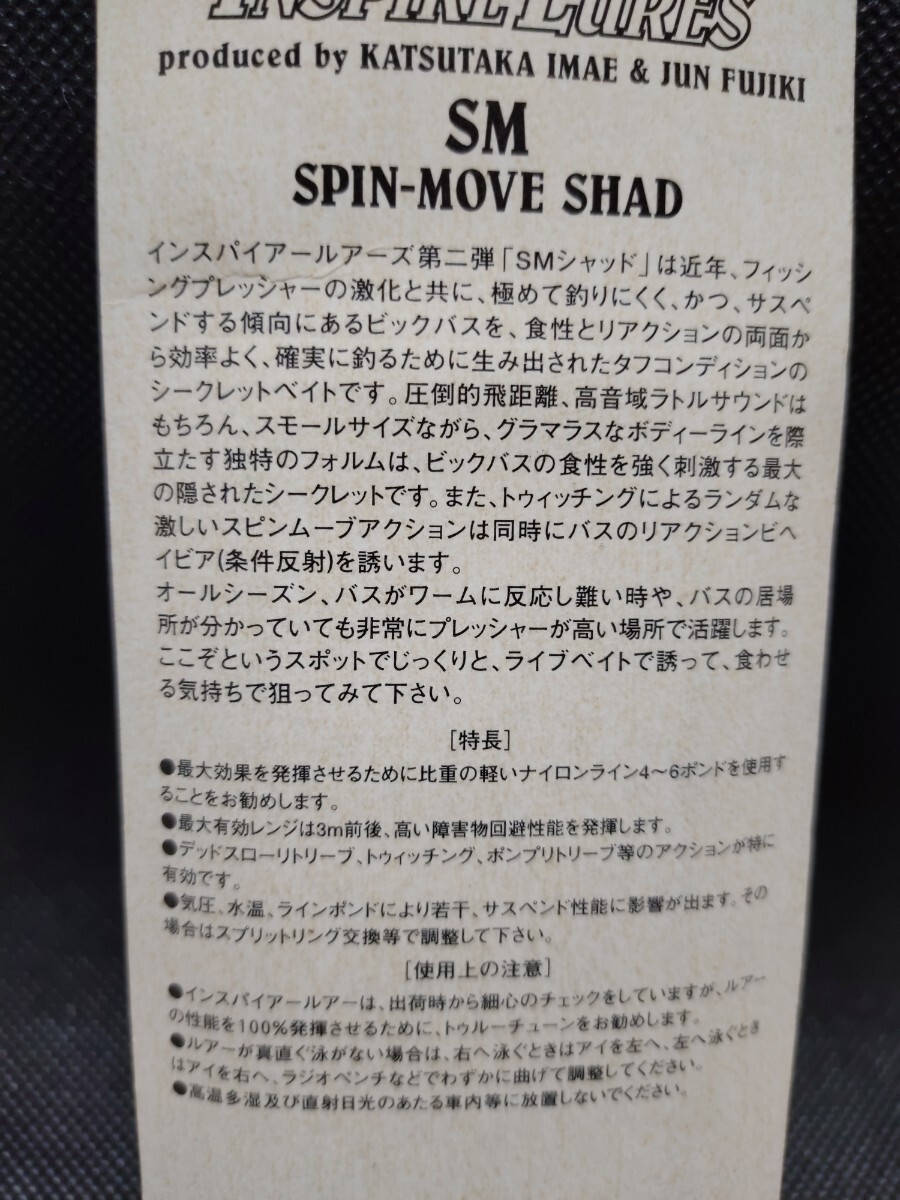 INSPIRE LURES
produced by KATSUTAKA IMAE & JUN FUJIKI
SM
SPIN-MOVE SHAD
インスパイアールアーズ第二弾「SMシャッド」は近年、フィッシ
ングプレッシャーの激化と共に、極めて釣りにくく、かつ、サスペ
ンドする傾向にあるビックバスを、食性とリアクションの両面か
ら効率よく、確実に釣るために生み出されたタフコンディションの
シークレットベイトです。圧倒的飛距離、高音域ラトルサウンドは
もちろん、スモールサイズながら、グラマラスなボディーラインを際
立たす独特のフォルムは、ビックバスの食性を強く刺激する最大
の隠されたシークレットです。また、トゥィッチングによるランダムな
激しいスピンムーブアクションは同時にバスのリアクションビヘ
イビア(条件反射)を誘います。
オールシーズン、バスがワームに反応し難い時や、バスの居場
所が分かっていても非常にプレッシャーが高い場所で活躍します。
ここぞというスポットでじっくりと、ライブベイトで誘って、食わせ
る気持ちで狙ってみて下さい。
[特長]
●最大効果を発揮させるために比重の軽いナイロンライン4〜6ポンドを使用す
ることをお勧めします。
●最大有効レンジは3m前後、高い障害物回避性能を発揮します。
●デッドスローリトリーブ、トゥィッチング、ポンプリトリーブ等のアクションが特に
有効です。
●気圧、水温、ラインポンドにより若干、サスペンド性能に影響が出ます。その
場合はスプリットリング交換等で調整して下さい。
[使用上の注意]
●インスパイアールアーは、出荷時から細心のチェックをしていますが、ルアー
の性能を100%発揮させるために、トゥルーチューンをお勧めします。
●ルアーが真直ぐ泳がない場合は、右へ泳ぐときはアイを左へ、左へ泳ぐとき
はアイを右へ、ラジオペンチなどでわずかに曲げて調整してください。
●高温多湿及び直射日光のあたる車内等に放置しないでください。